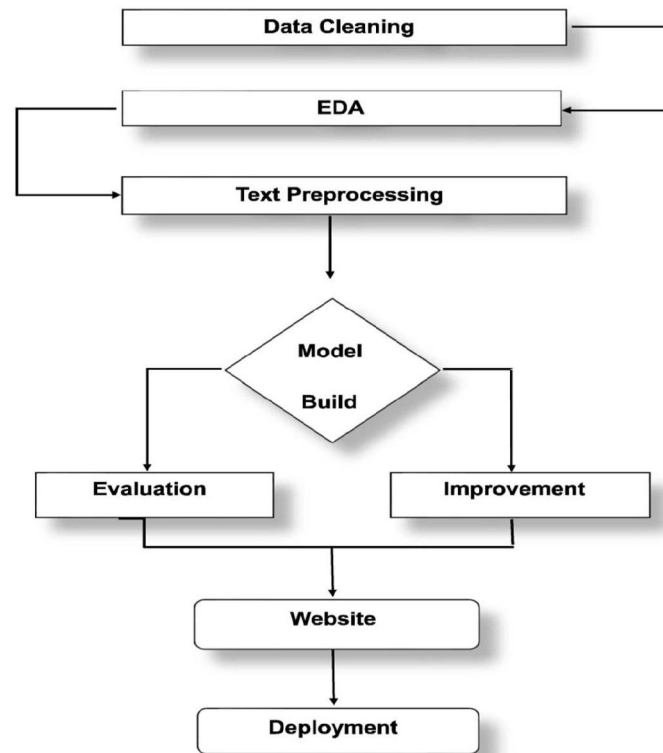 Data Cleaning
EDA
Text Preprocessing
Model
Build
Evaluation
Improvement
Website
Deployment